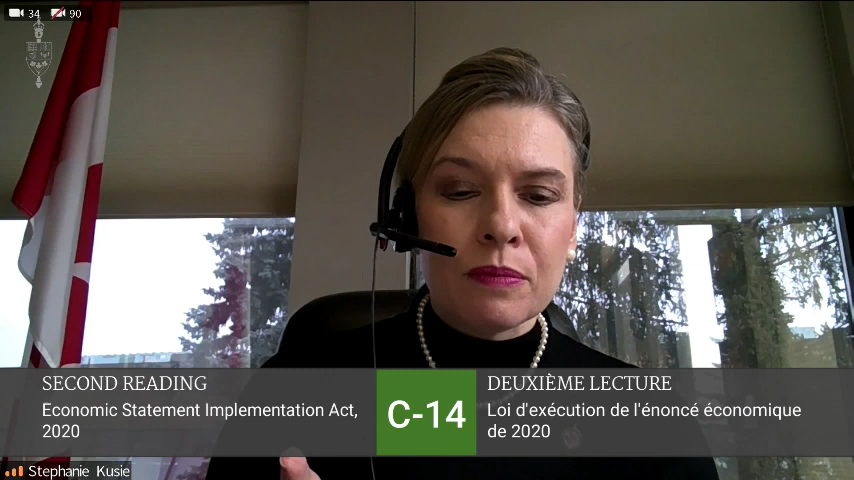 34 90
SECOND READING
Economic Statement Implementation Act,
2020
C-14
DEUXIÈME LECTURE
Loi d'exécution de l'énoncé économique
de 2020
Stephanie Kusie